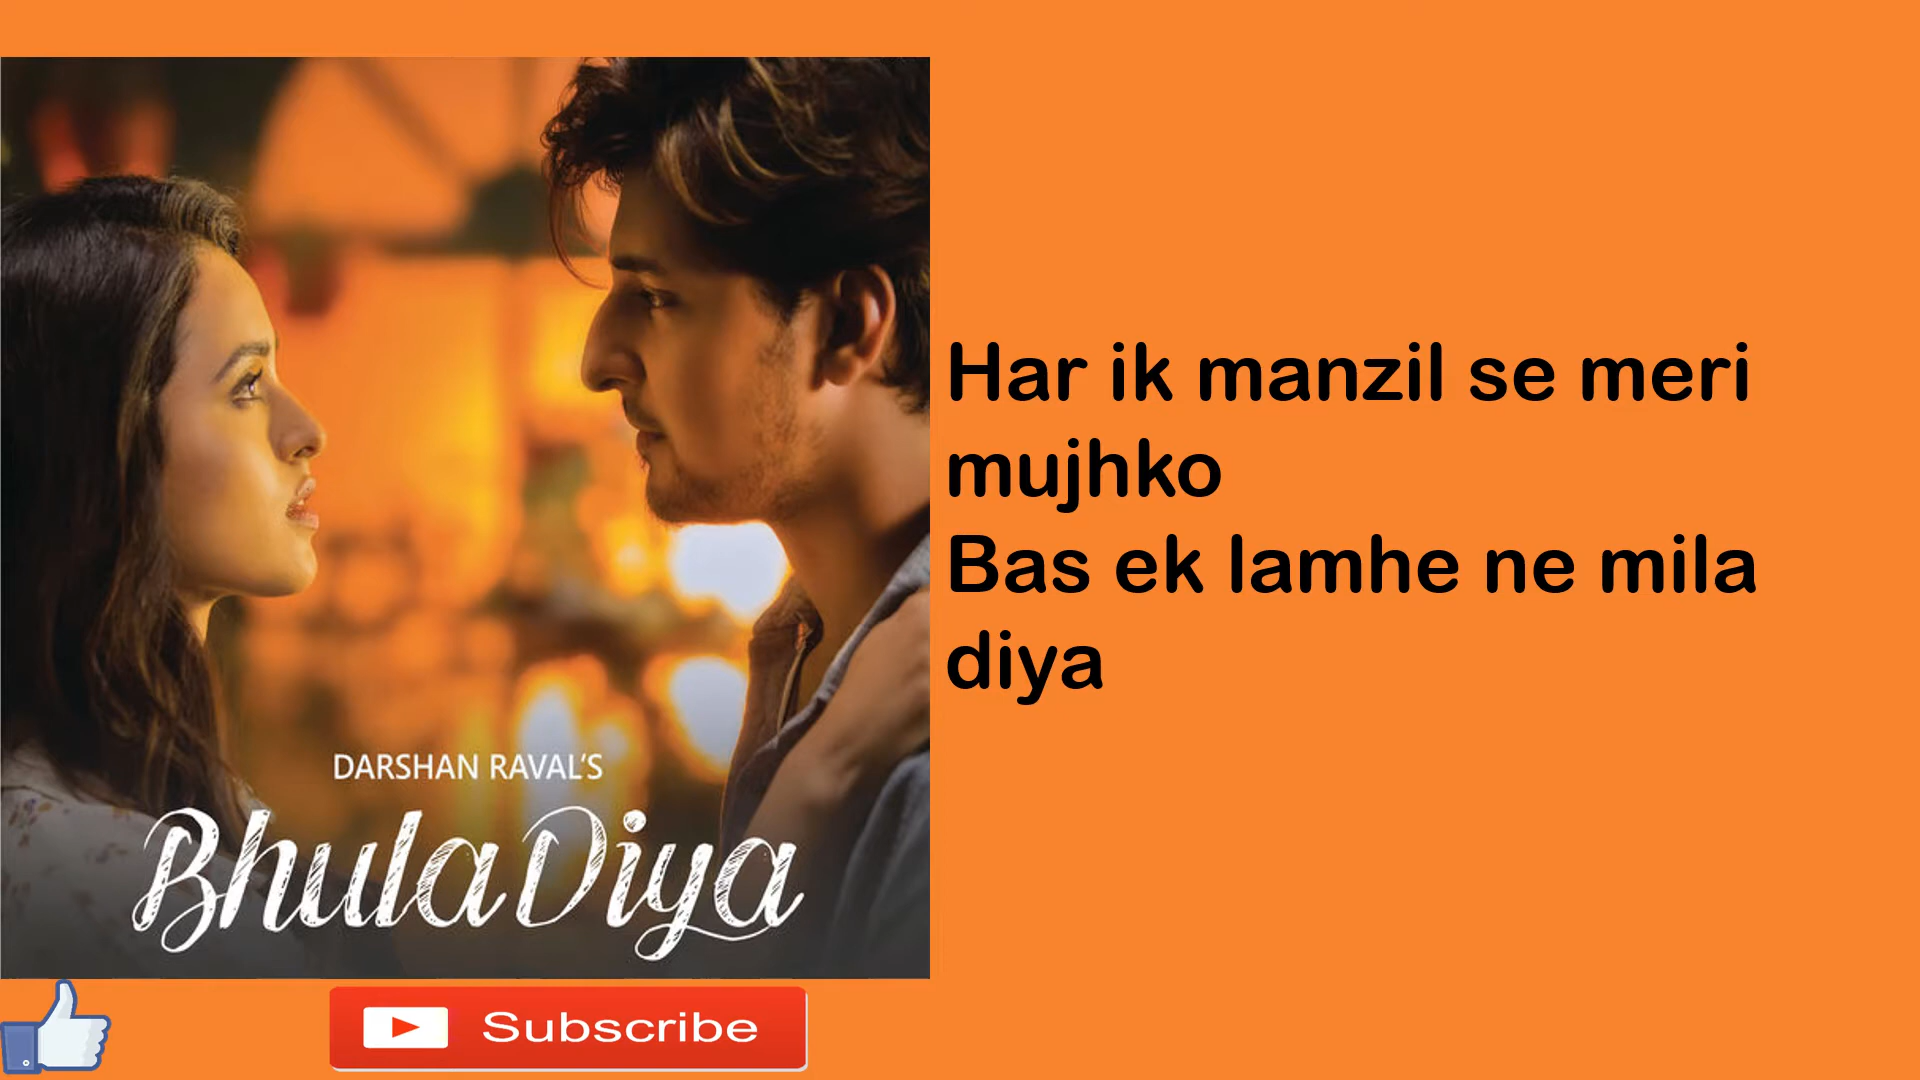 Har ik manzil se meri
mujhko
Bas ek lamhe ne mila
diya
DARSHAN RAVAL'S
Bhula Diya
Subscribe